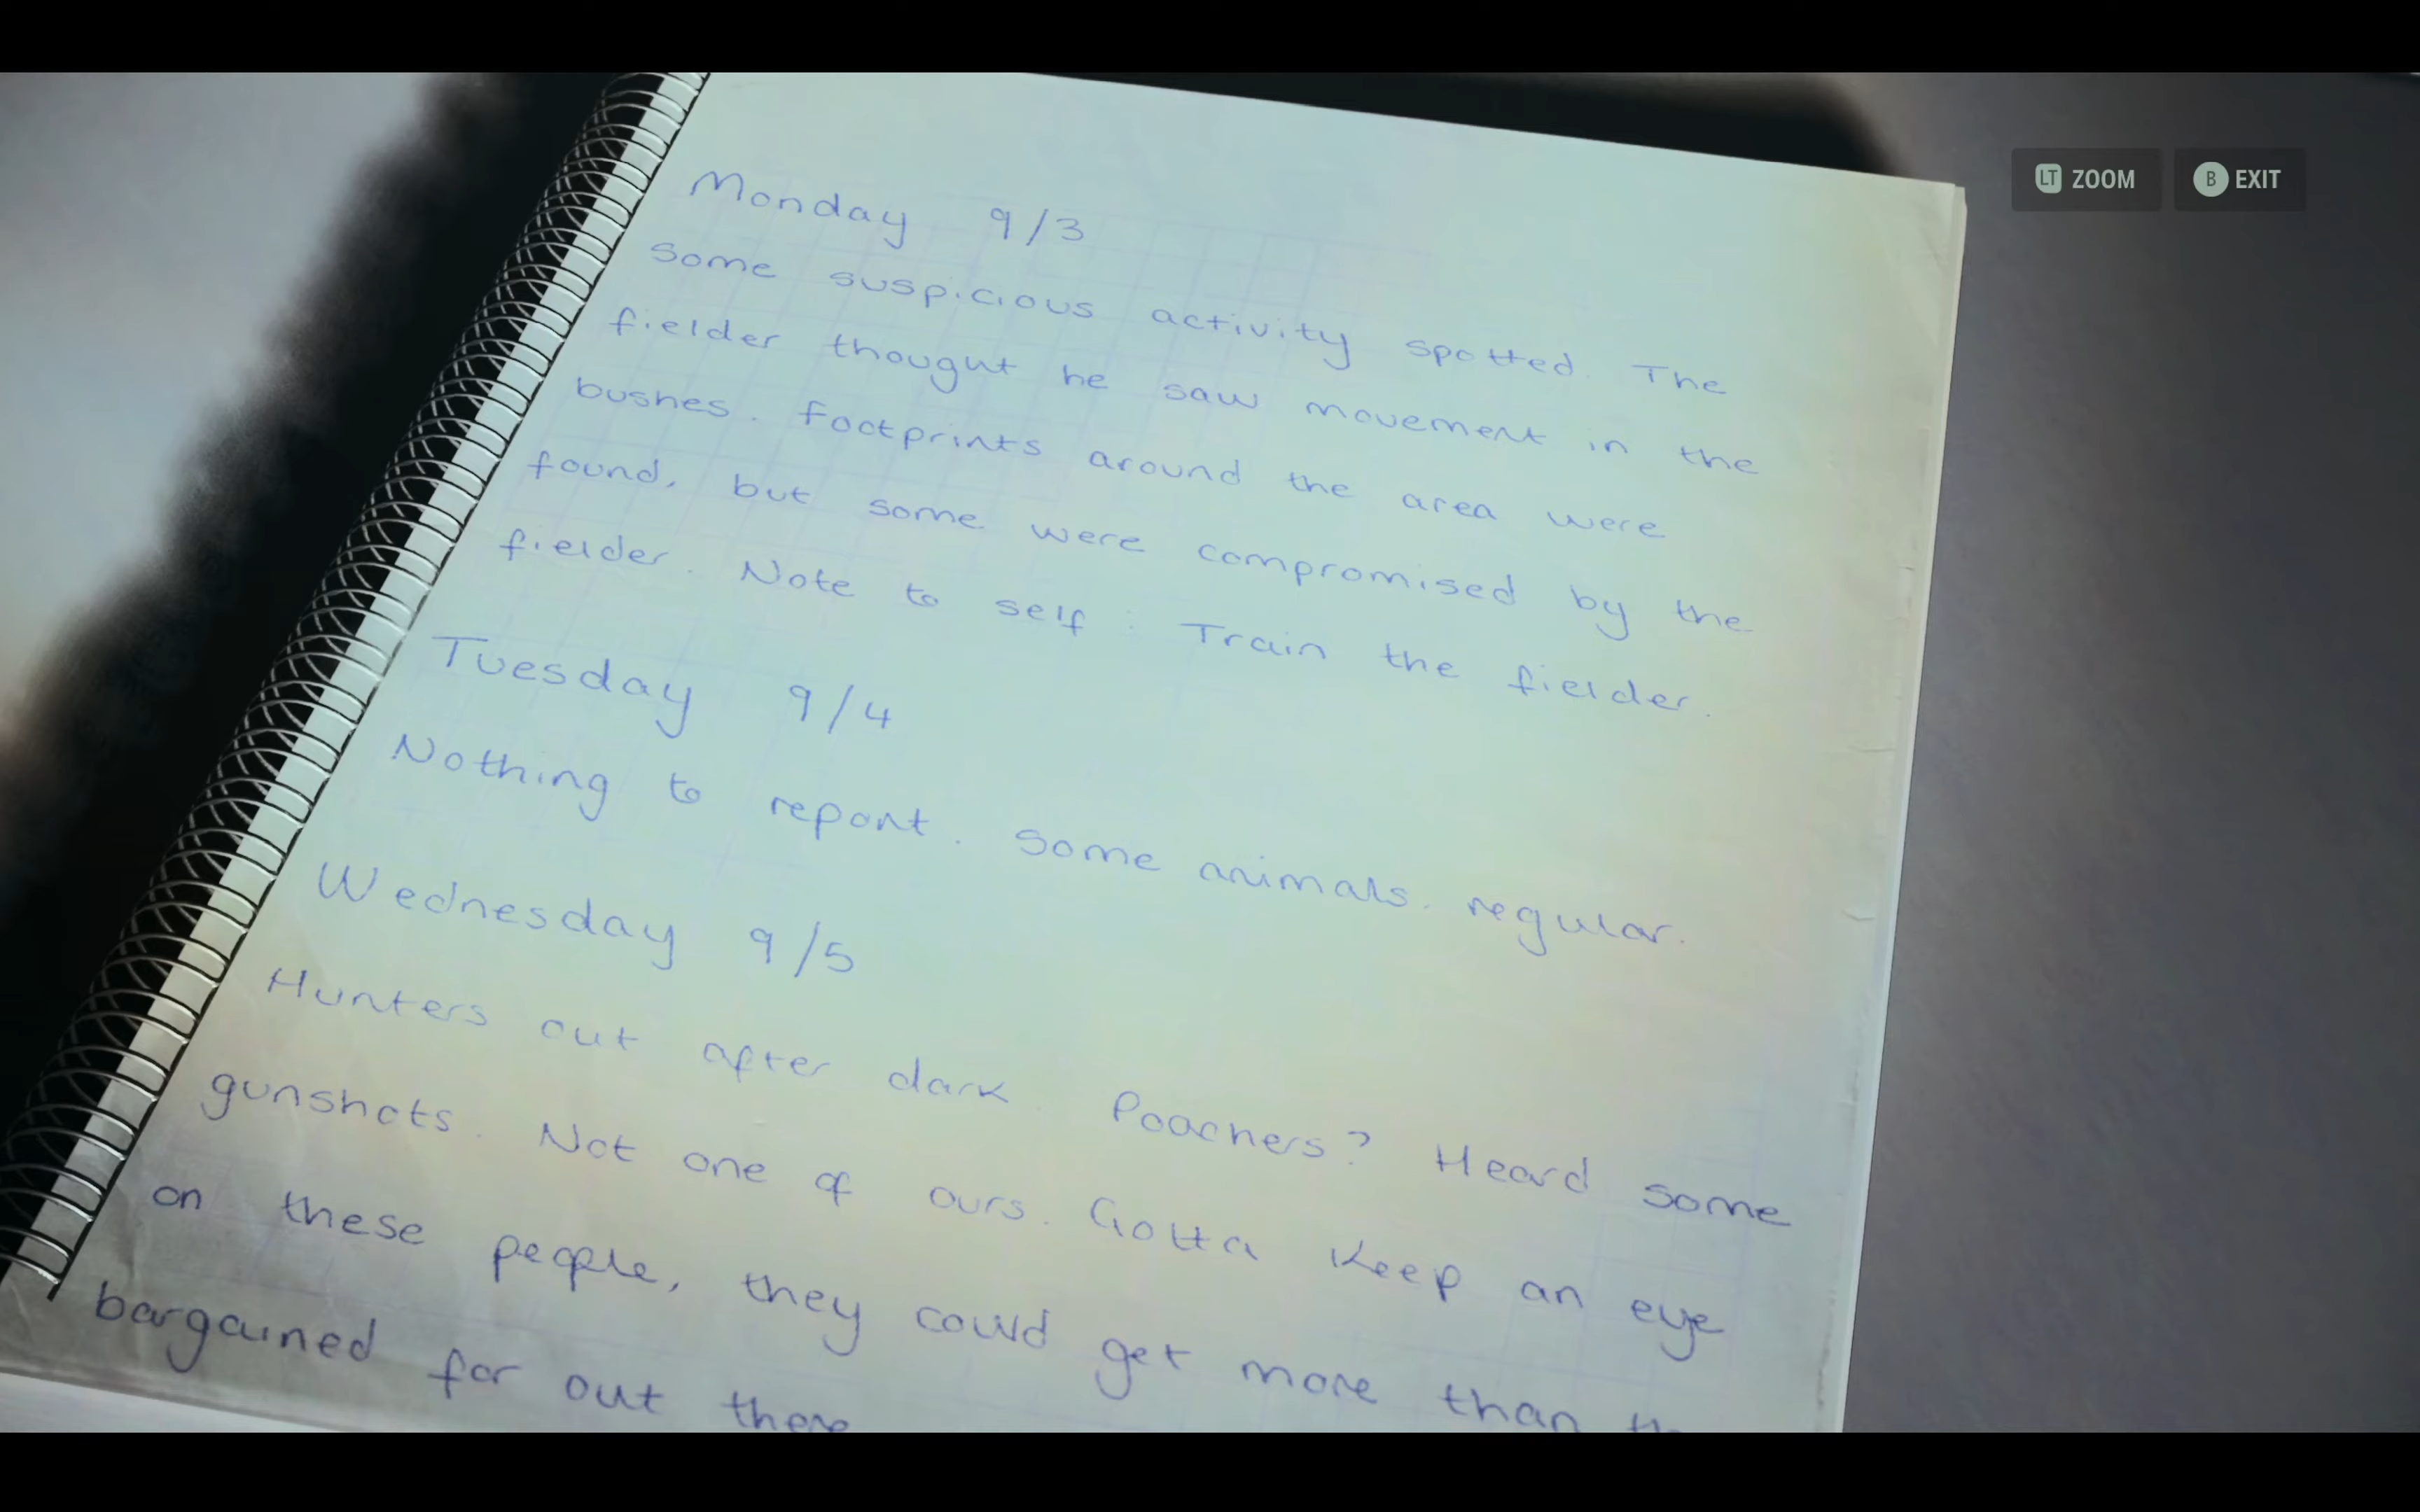 LT ZOOM
B EXIT
Monday 9/3
Some suspicious activity spotted. The
fielder thought he saw movement in the
bushes. Footprints around the area were
found, but some were compromised by the
fielder. Note to self: Train the fielder.
Tuesday 9/4
Nothing to report. Some animals. regular.
Wednesday 9/5
Hunters out after dark. Poachers? Heard some
gunshots. Not one of ours. Gotta keep an eye
on these people, they could get more than
bargained for out there